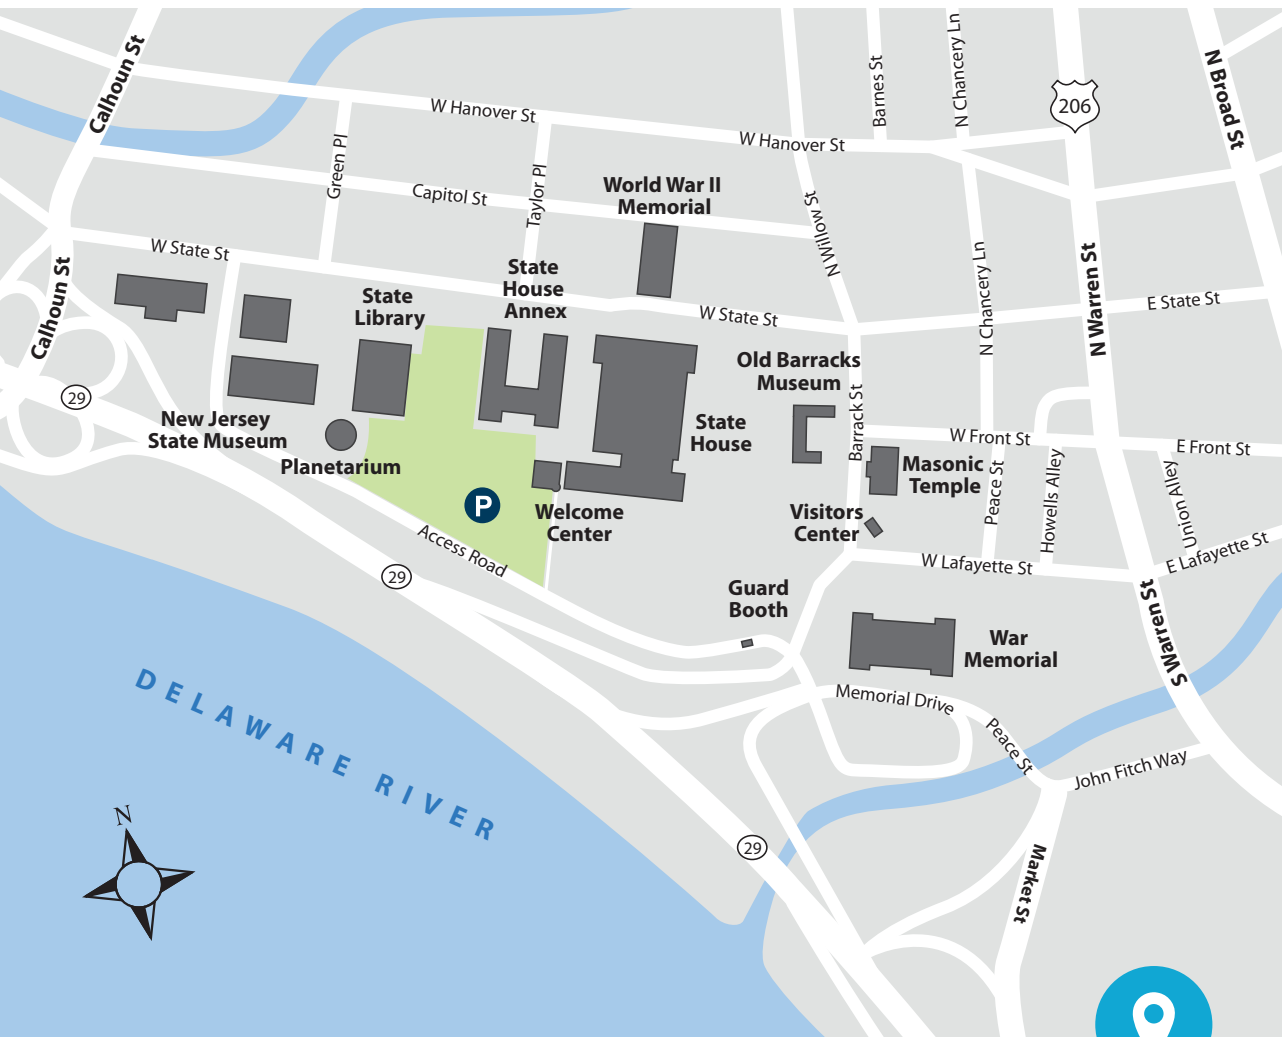 Calhoun St
Barnes St
N Chancery Ln
N Broad St
206
W Hanover St
W Hanover St
Green Pl
Capitol St
Taylor Pl
World War II
Memorial
N Willow St
W State St
State
House
Annex
State
Library
W State St
N Chancery Ln
N Warren St
E State St
Calhoun St
29
Old Barracks
Museum
Barrack St
New Jersey
State Museum
Planetarium
State
House
W Front St
E Front St
Masonic
Temple
Peace St
Howells Alley
Union Alley
P
Welcome
Center
Visitors
Center
Access Road
29
W Lafayette St
E Lafayette St
Guard
Booth
War
Memorial
S Warren St
Memorial Drive
Peace St
John Fitch Way
DELAWARE RIVER
N
29
Market St